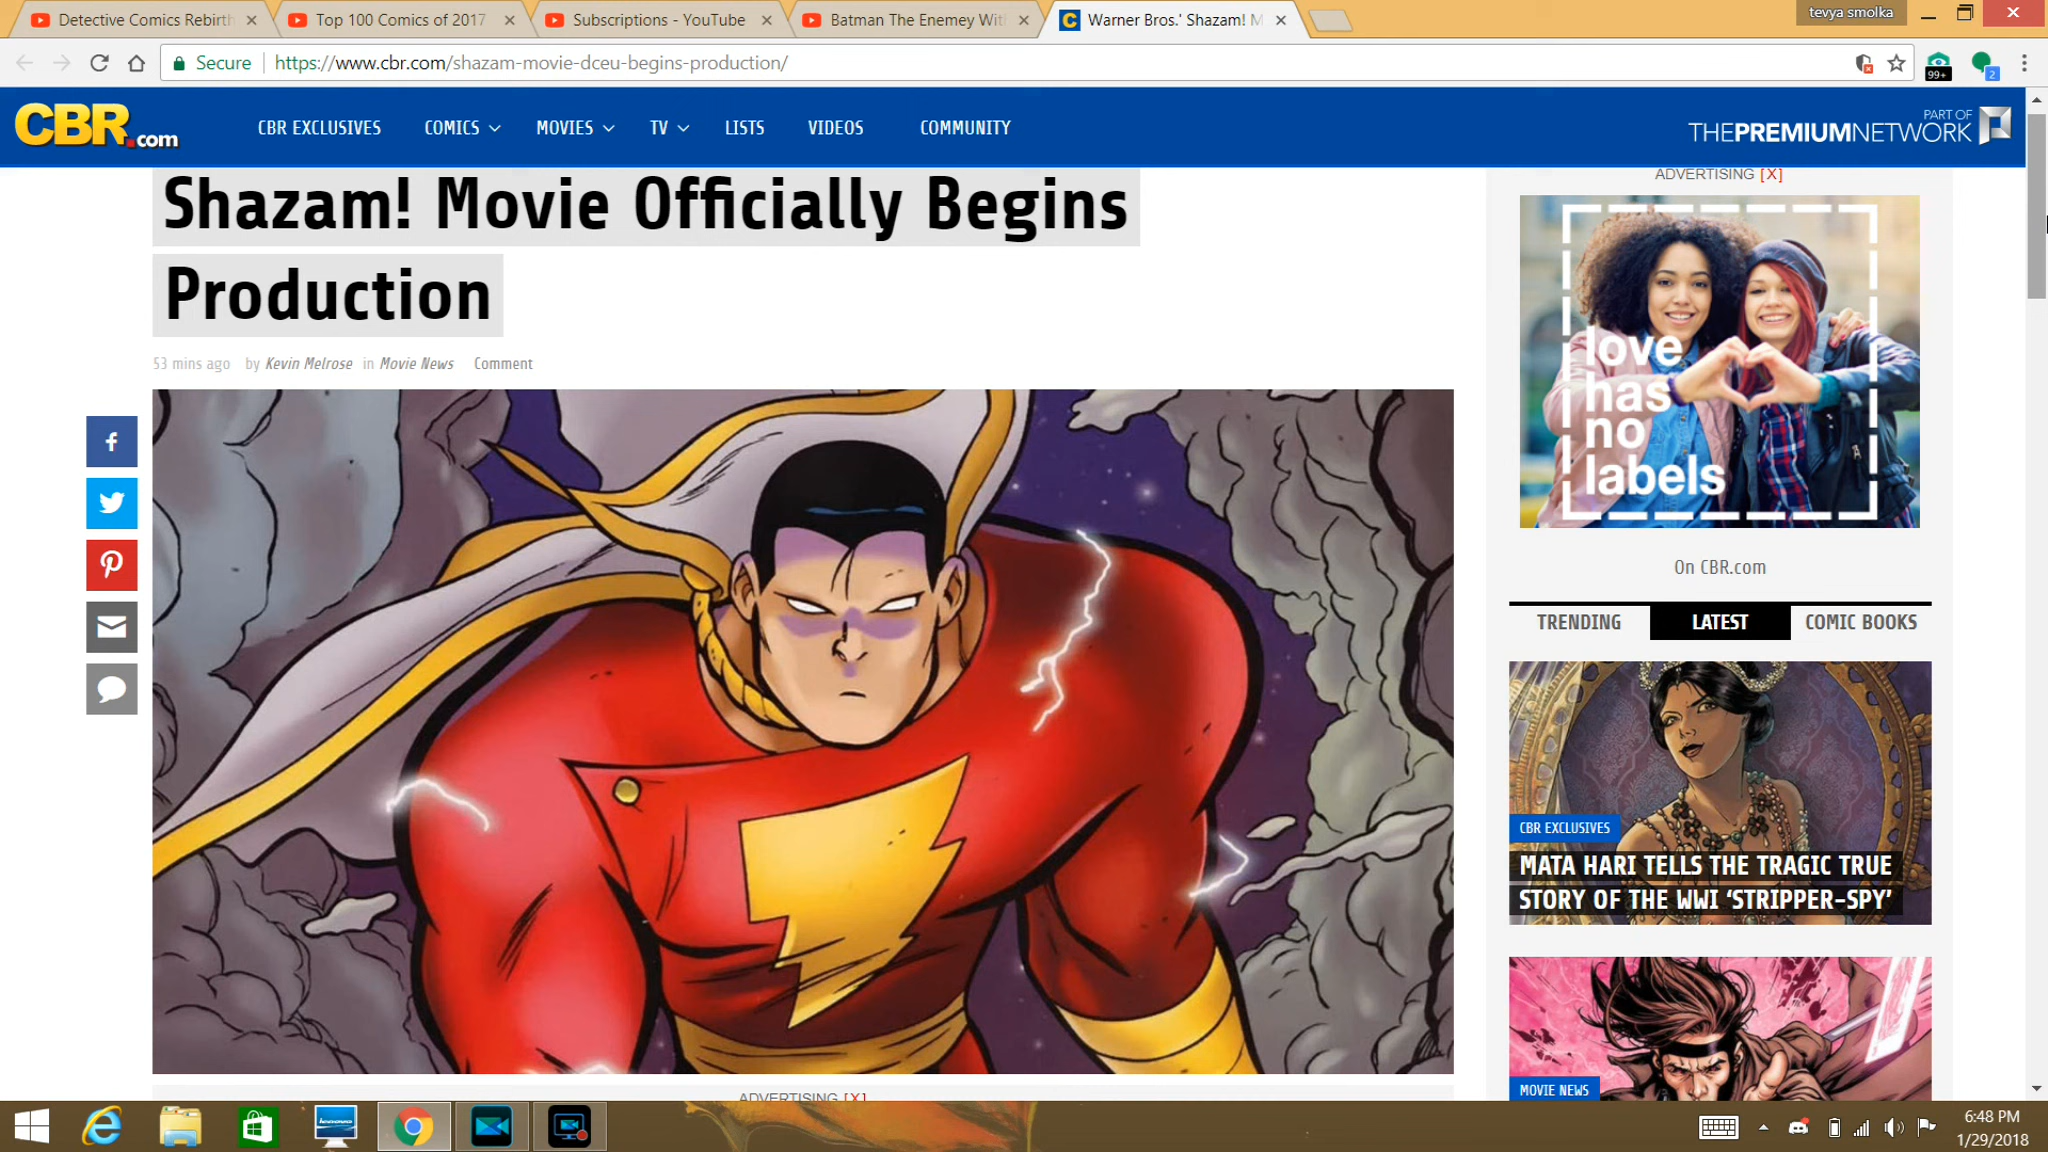 Detective Comics Rebirth
Top 100 Comics of 2017
Subscriptions - YouTube
Batman The Enemey Wit
Warner Bros.' Shazam! M
tevya smolka
Secure
https://www.cbr.com/shazam-movie-dceu-begins-production/
99+
2
CBR.com
CBR EXCLUSIVES
COMICS
MOVIES
TV
LISTS
VIDEOS
COMMUNITY
PART OF
THEPREMIUMNETWORK
Shazam! Movie Officially Begins
Production
53 mins ago by Kevin Melrose in Movie News Comment
ADVERTISING [X]
love
has
no
labels
On CBR.com
TRENDING
LATEST
COMIC BOOKS
CBR EXCLUSIVES
MATA HARI TELLS THE TRAGIC TRUE
STORY OF THE WWI 'STRIPPER-SPY'
MOVIE NEWS
ADVERTISING [X]
lenovo
6:48 PM
1/29/2018